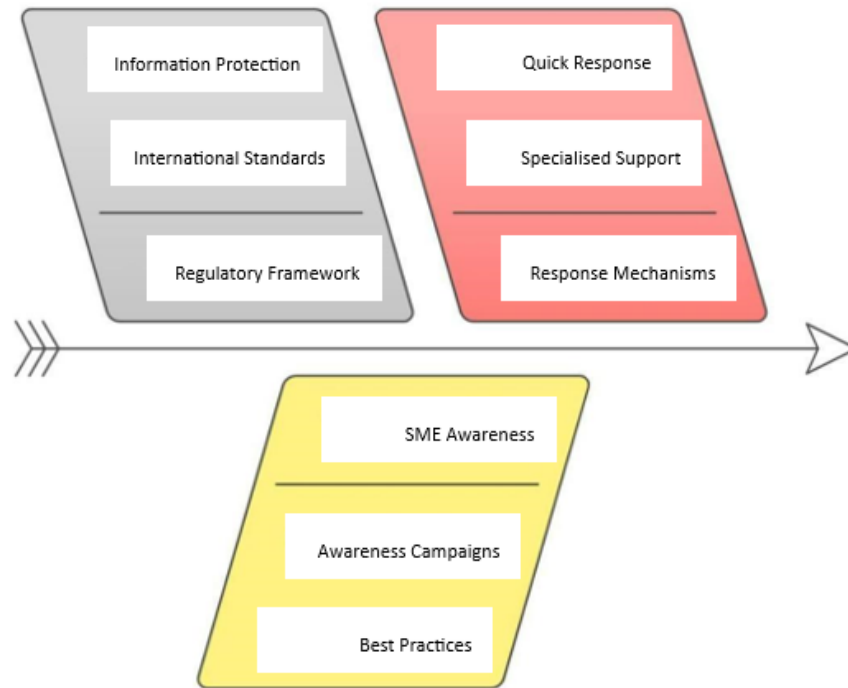 Information Protection
International Standards
Regulatory Framework
Quick Response
Specialised Support
Response Mechanisms
SME Awareness
Awareness Campaigns
Best Practices